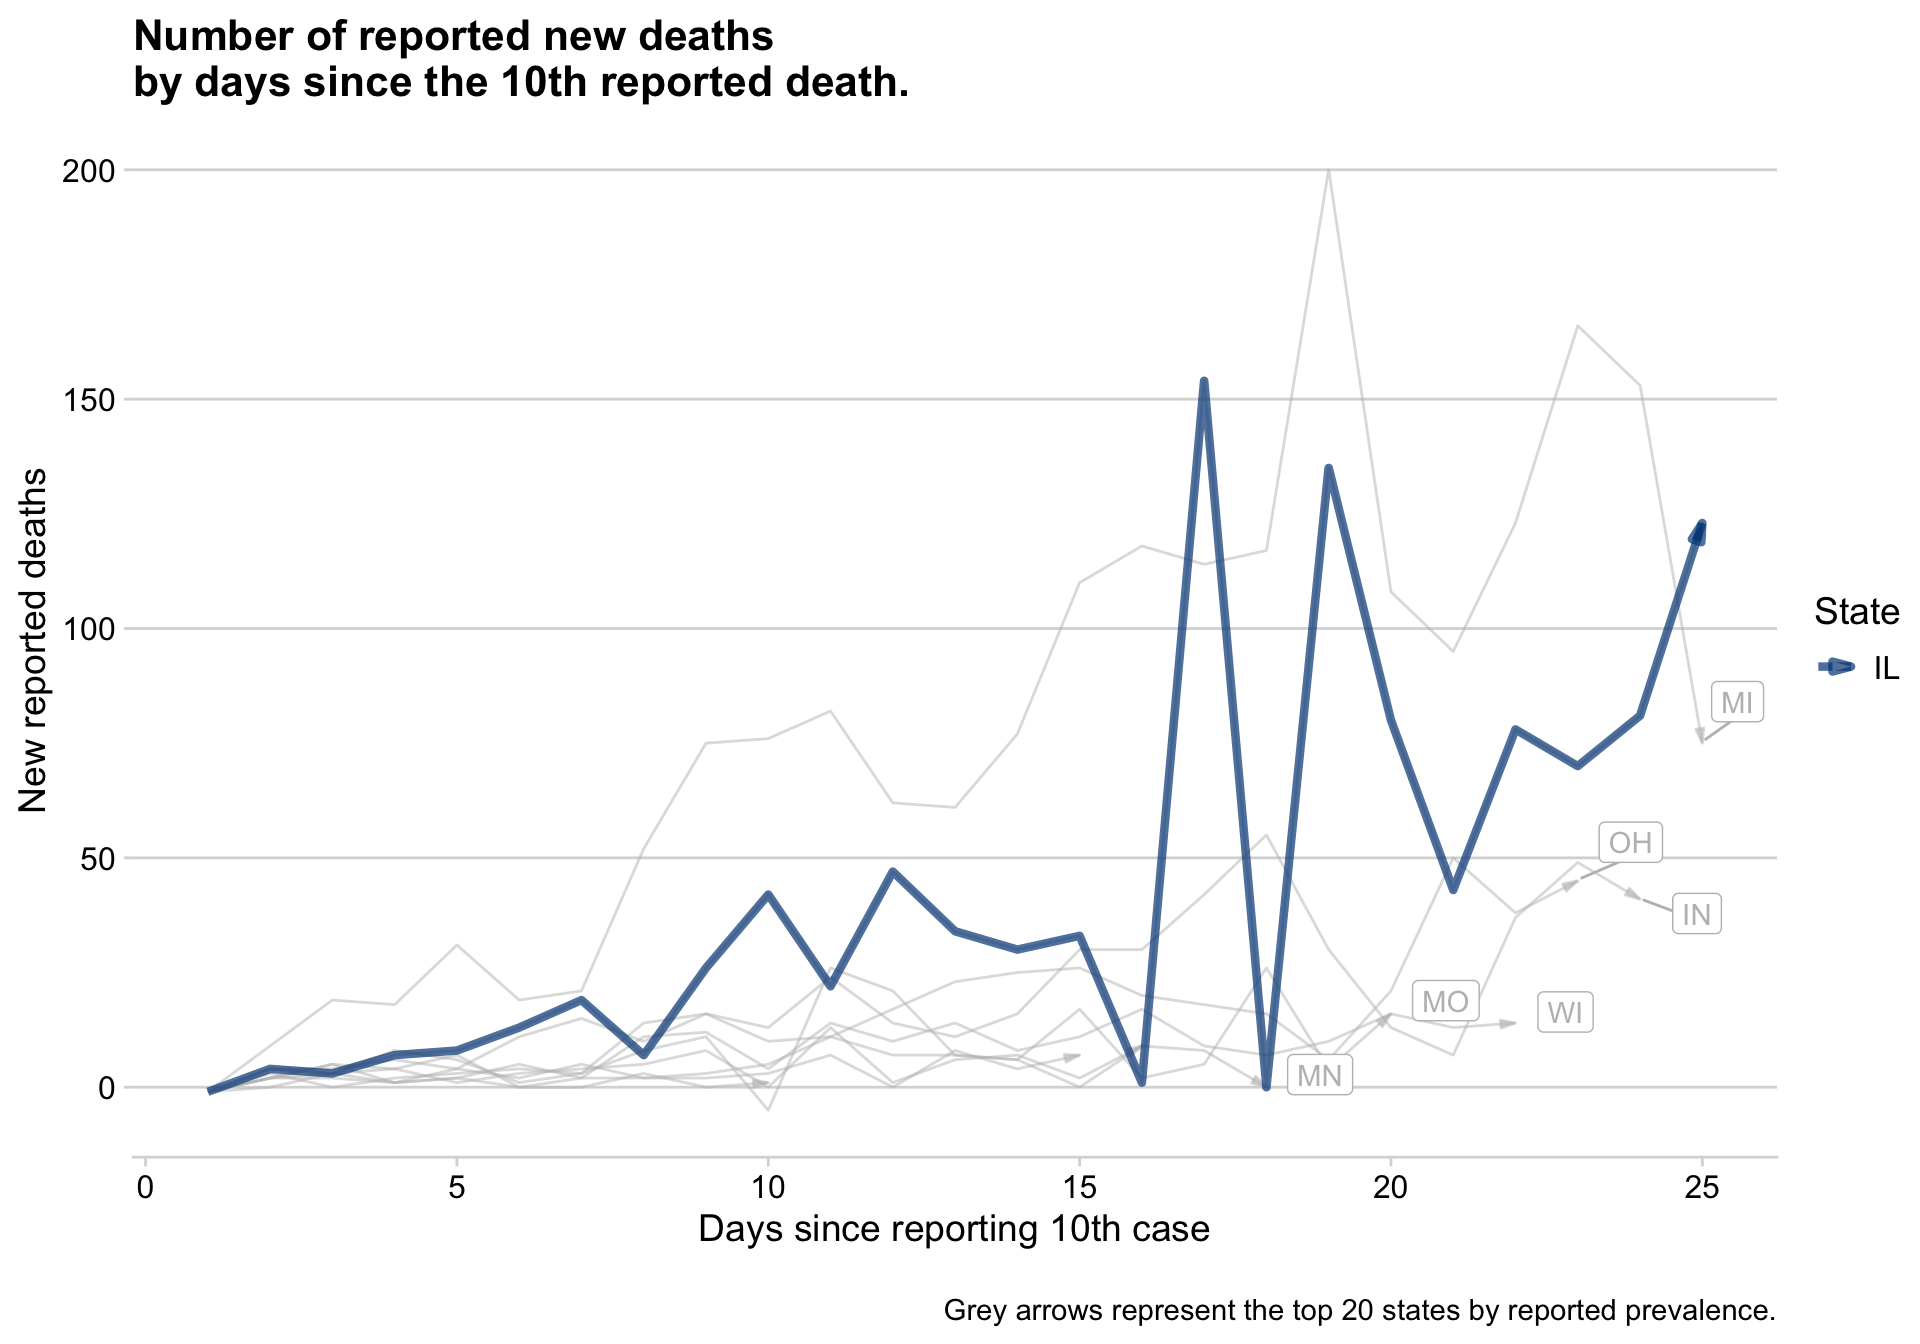 Number of reported new deaths
by days since the 10th reported death.
200
150
100
50
0
New reported deaths
MI
OH
IN
MO
WI
MN
State
IL
0 5 10 15 20 25
Days since reporting 10th case
Grey arrows represent the top 20 states by reported prevalence.